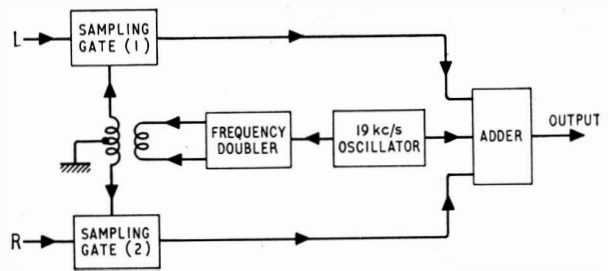 L
SAMPLING
GATE (1)
FREQUENCY
DOUBLER
19 kc/s
OSCILLATOR
ADDER
OUTPUT
R
SAMPLING
GATE (2)